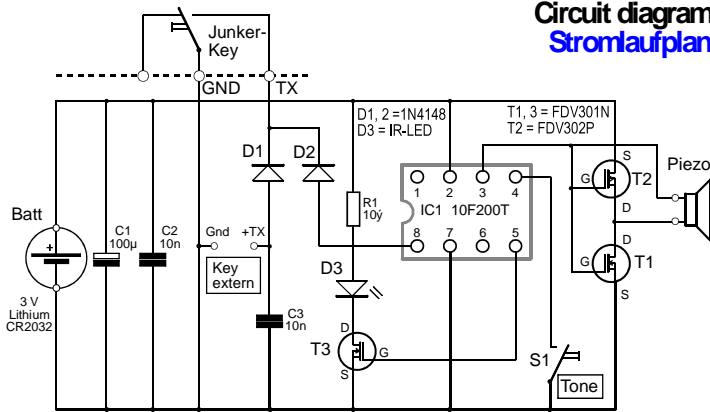 Circuit diagram
Stromlaufplan
Junker-
Key
GND
TX
D1, 2 =1N4148
D3 = IR-LED
T1, 3 = FDV301N
T2 = FDV302P
D1
D2
S
Piezo
T2
G
D
1
2
3
4
IC1 10F200T
8
7
6
5
R1
10ý
Batt
+
C1
100µ
C2
10n
Gnd
+TX
Key
extern
D
T1
G
S
D3
3 V
Lithium
CR2032
C3
10n
D
T3
G
S
S1
Tone